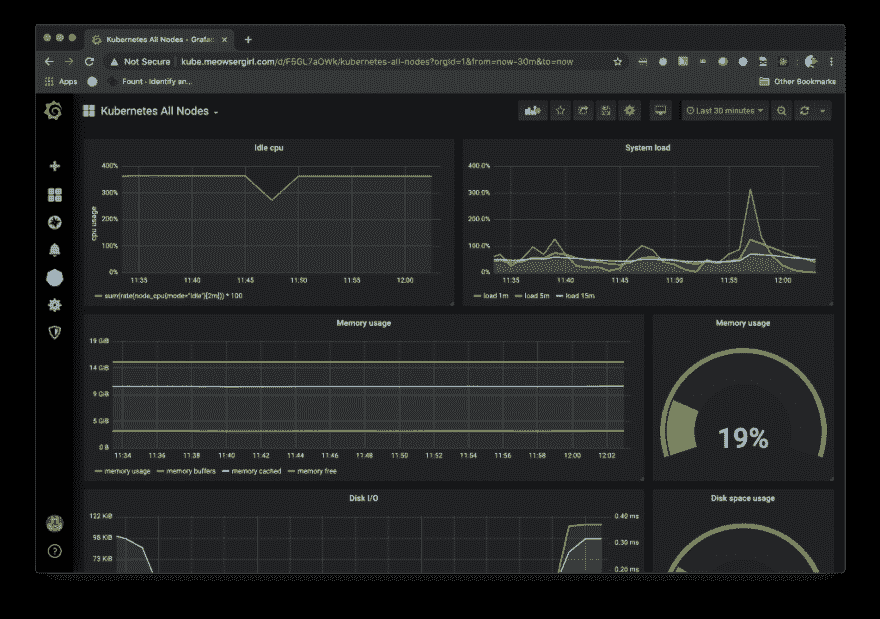 Kubernetes All Nodes - Grafa
Not Secure | kube.meowsergirl.com/d/F5GL7aOWk/kubernetes-all-nodes?orgId=1&from=now-30m&to=now
Apps Fount - Identify an... Other Bookmarks
Kubernetes All Nodes Last 30 minutes
Idle cpu
cpu usage
400%
300%
200%
100%
0%
11:35 11:40 11:45 11:50 11:55 12:00
sum(rate(node_cpu{mode="idle"}[2m])) * 100
System load
400.0%
300.0%
200.0%
100.0%
0%
11:35 11:40 11:45 11:50 11:55 12:00
load 1m load 5m load 15m
Memory usage
19 GiB
14 GiB
9 GiB
5 GiB
0 B
11:34 11:36 11:38 11:40 11:42 11:44 11:46 11:48 11:50 11:52 11:54 11:56 11:58 12:00 12:02
memory usage memory buffers memory cached memory free
Memory usage
19%
Disk I/O
122 KiB
98 KiB
73 KiB
0.40 ms
0.30 ms
0.20 ms
Disk space usage